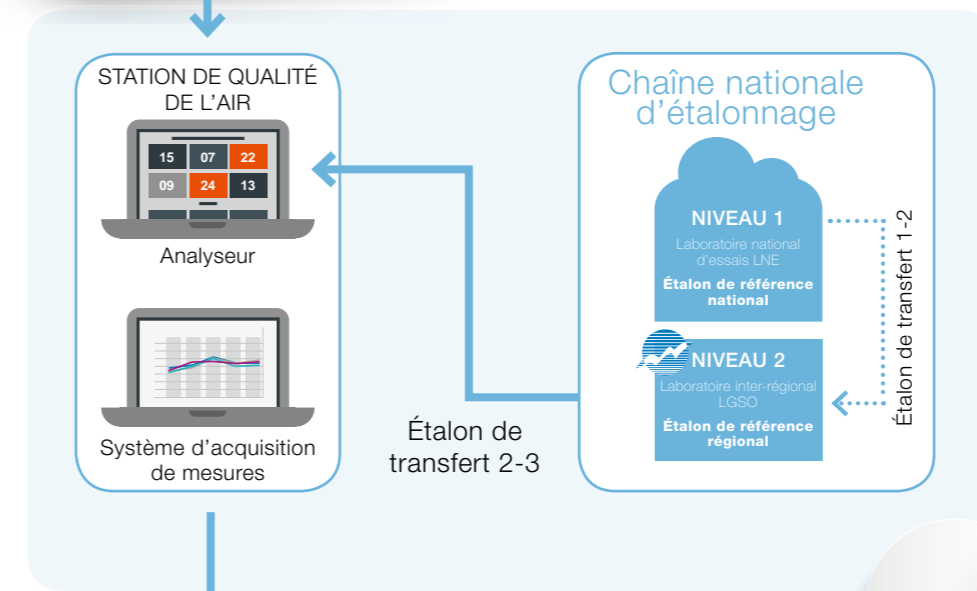 STATION DE QUALITÉ
DE L’AIR
15 07 22
09 24 13
Analyseur
Système d’acquisition
de mesures
Étalon de
transfert 2-3
Chaîne nationale
d’étalonnage
NIVEAU 1
Laboratoire national
d’essais LNE
Étalon de référence
national
NIVEAU 2
Laboratoire inter-régional
LGSO
Étalon de référence
régional
Étalon de transfert 1-2